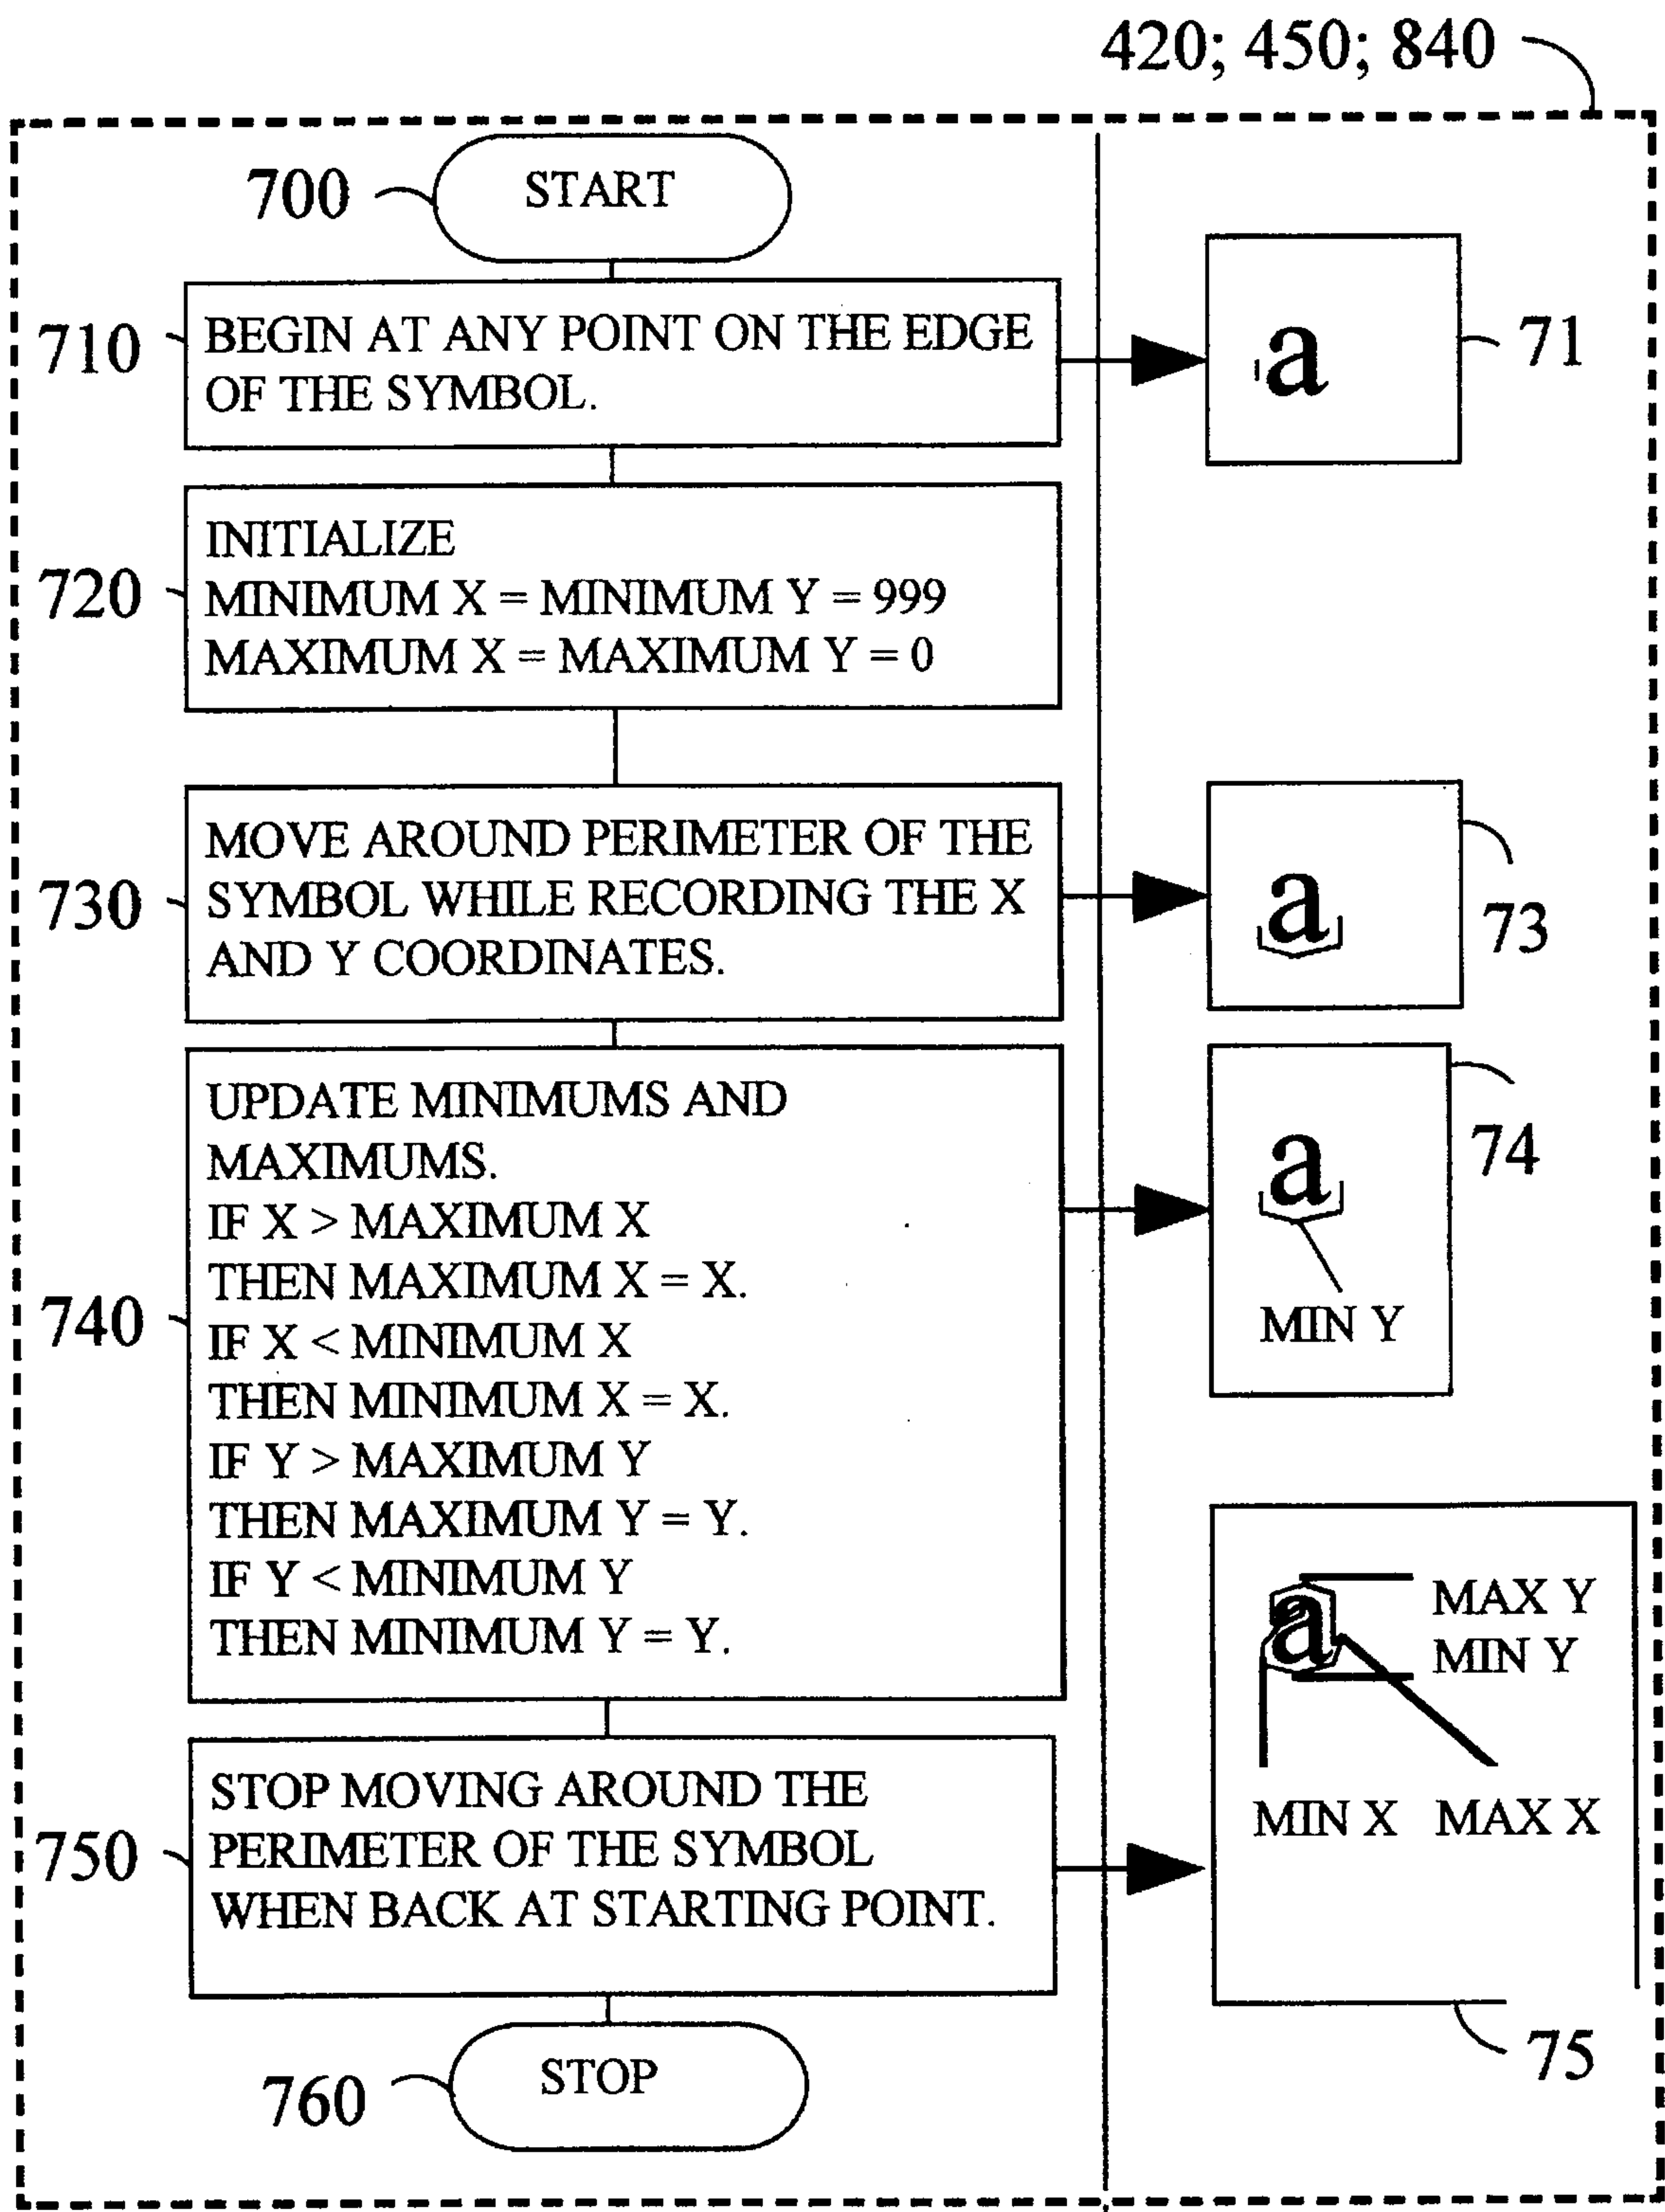 420; 450; 840
700
START
710
BEGIN AT ANY POINT ON THE EDGE
OF THE SYMBOL.
a
71
720
INITIALIZE
MINIMUM X = MINIMUM Y = 999
MAXIMUM X = MAXIMUM Y = 0
730
MOVE AROUND PERIMETER OF THE
SYMBOL WHILE RECORDING THE X
AND Y COORDINATES.
a
73
740
UPDATE MINIMUMS AND
MAXIMUMS.
IF X > MAXIMUM X
THEN MAXIMUM X = X.
IF X < MINIMUM X
THEN MINIMUM X = X.
IF Y > MAXIMUM Y
THEN MAXIMUM Y = Y.
IF Y < MINIMUM Y
THEN MINIMUM Y = Y.
a
MIN Y
74
750
STOP MOVING AROUND THE
PERIMETER OF THE SYMBOL
WHEN BACK AT STARTING POINT.
a
MAX Y
MIN Y
MIN X MAX X
75
760
STOP